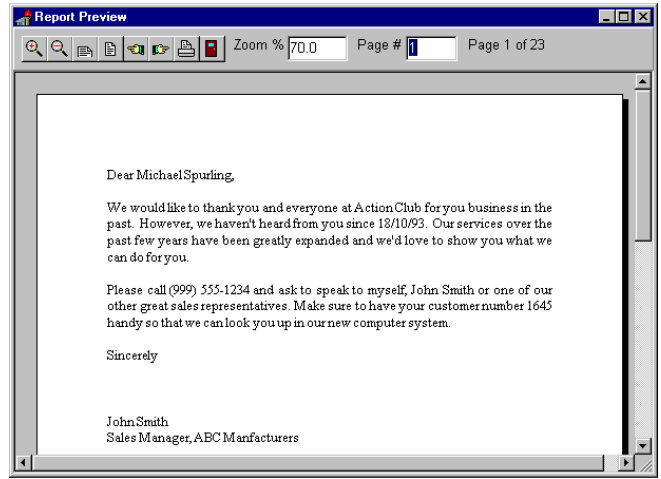 Report Preview
Zoom % 70.0 Page # 1 Page 1 of 23
Dear Michael Spurling,
We would like to thank you and everyone at Action Club for you business in the
past. However, we haven't heard from you since 18/10/93. Our services over the
past few years have been greatly expanded and we'd love to show you what we
can do for you.
Please call (999) 555-1234 and ask to speak to myself, John Smith or one of our
other great sales representatives. Make sure to have your customer number 1645
handy so that we can look you up in our new computer system.
Sincerely
John Smith
Sales Manager, ABC Manfacturers